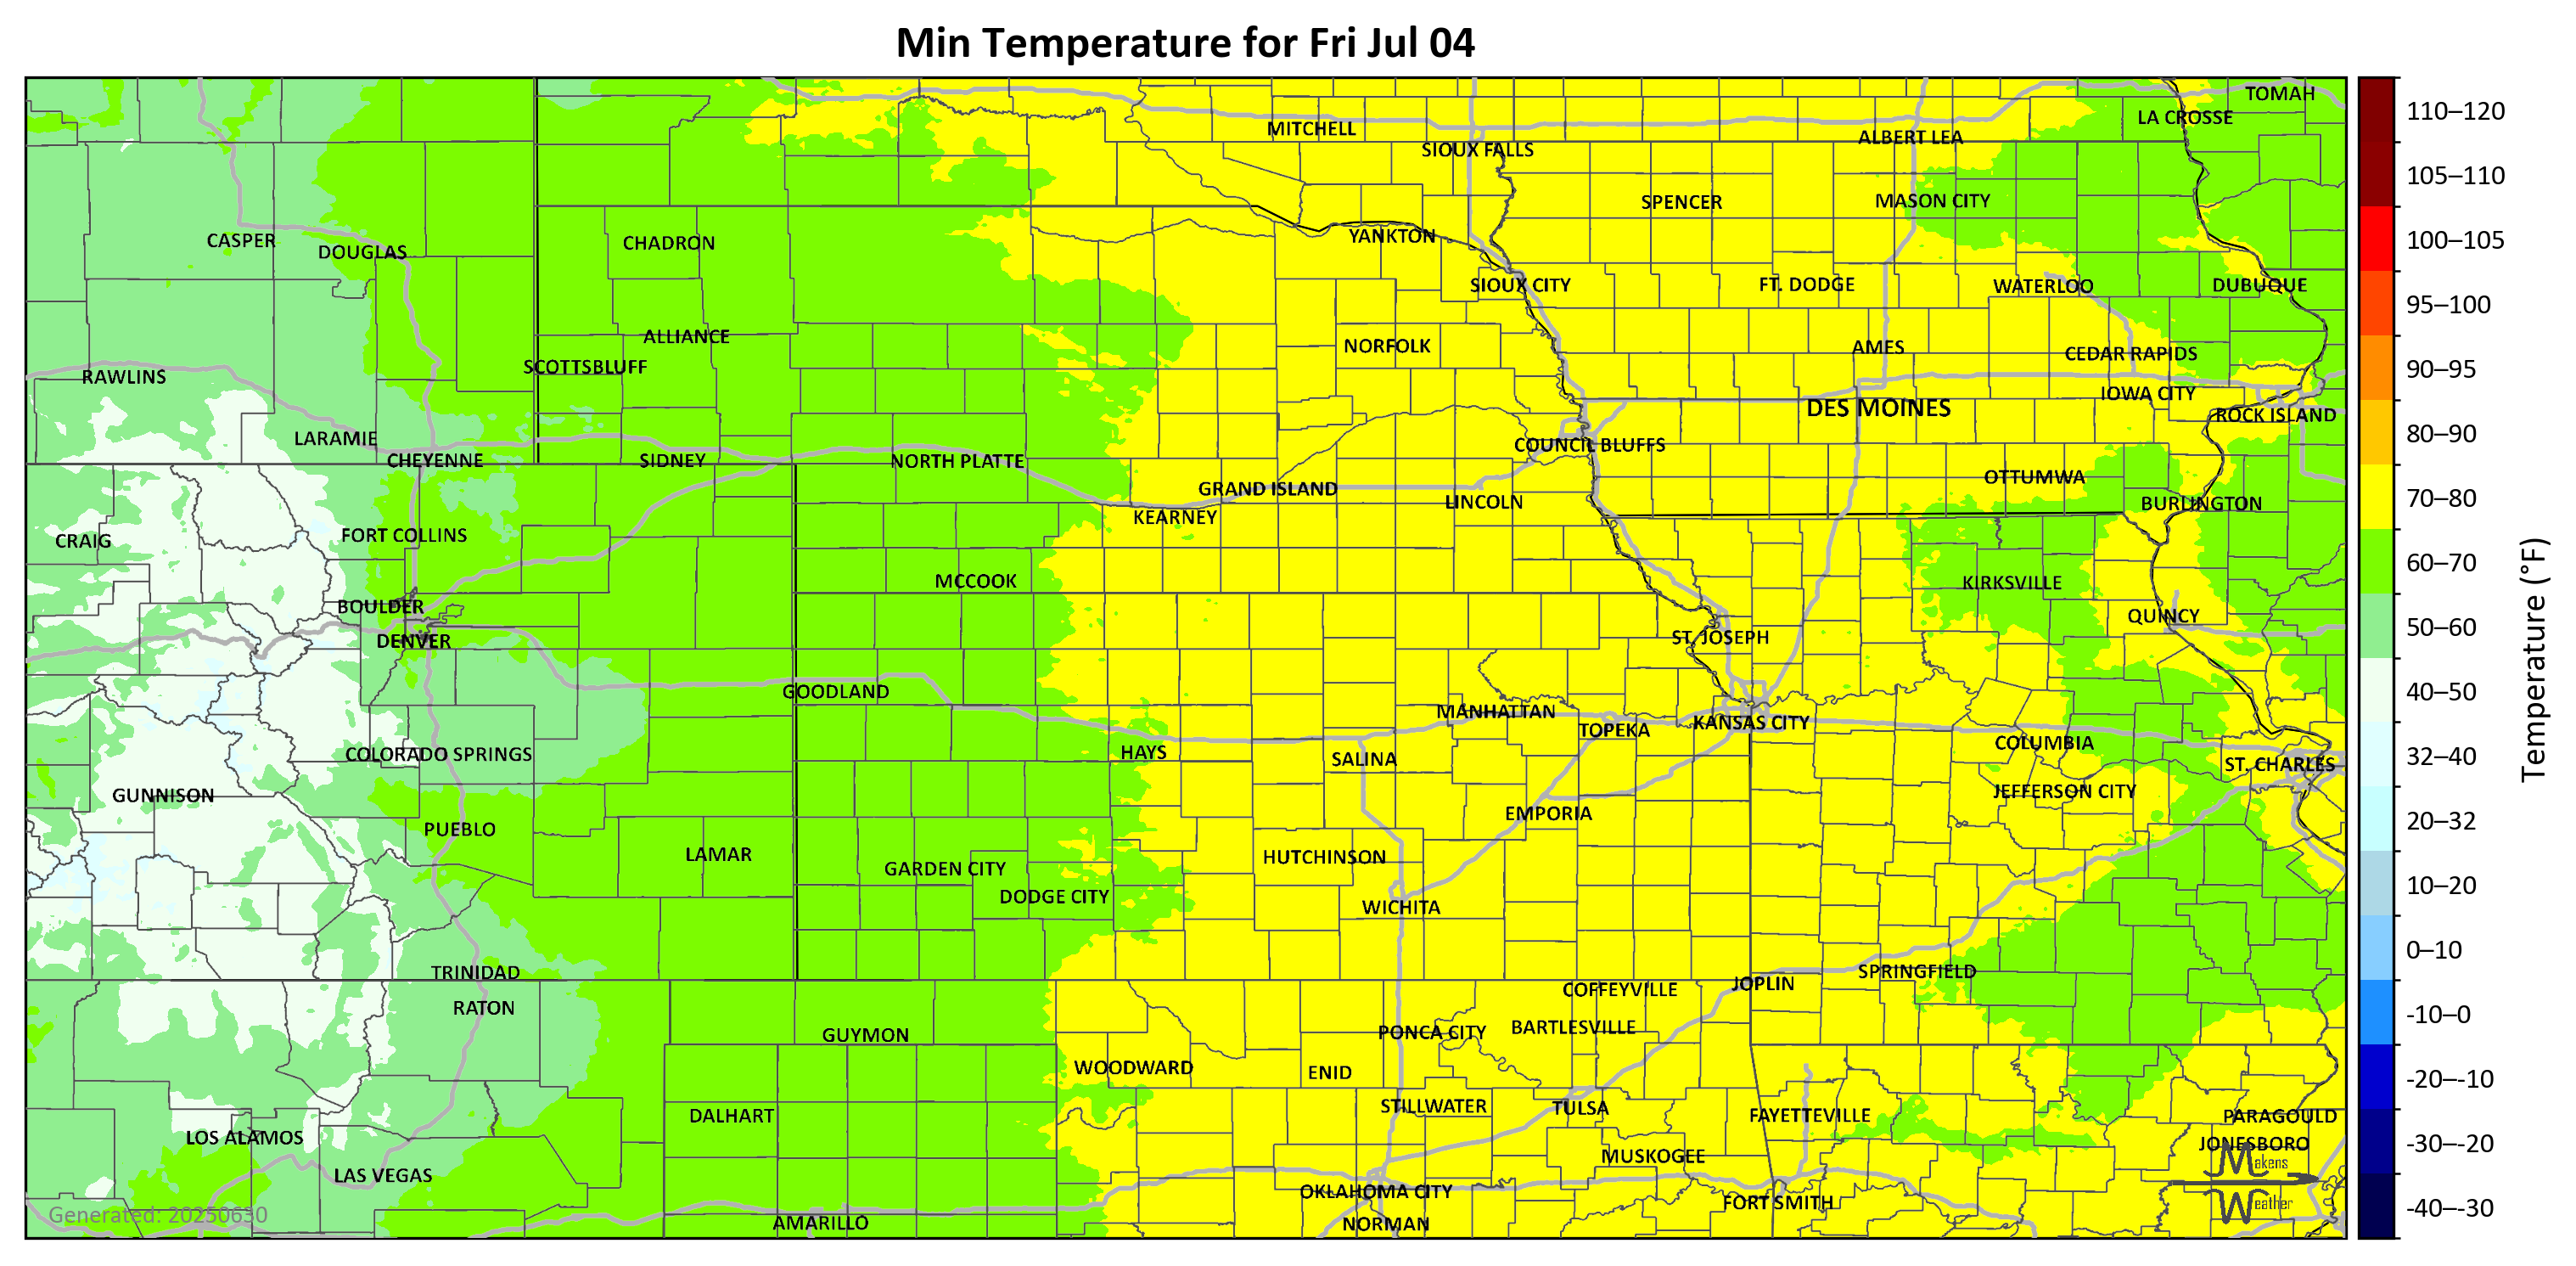 Min Temperature for Fri Jul 04
TOMAH
LA CROSSE
MITCHELL
ALBERT LEA
SIOUX FALLS
SPENCER
MASON CITY
CASPER
DOUGLAS
CHADRON
YANKTON
SIOUX CITY
FT. DODGE
WATERLOO
DUBUQUE
ALLIANCE
NORFOLK
AMES
CEDAR RAPIDS
SCOTTSBLUFF
RAWLINS
IOWA CITY
DES MOINES
ROCK ISLAND
LARAMIE
COUNCIL BLUFFS
CHEYENNE
SIDNEY
NORTH PLATTE
OTTUMWA
GRAND ISLAND
LINCOLN
BURLINGTON
KEARNEY
CRAIG
FORT COLLINS
MCCOOK
KIRKSVILLE
BOULDER
QUINCY
DENVER
ST. JOSEPH
GOODLAND
MANHATTAN
TOPEKA
KANSAS CITY
COLUMBIA
COLORADO SPRINGS
HAYS
SALINA
ST. CHARLES
GUNNISON
JEFFERSON CITY
EMPORIA
PUEBLO
LAMAR
HUTCHINSON
GARDEN CITY
DODGE CITY
WICHITA
TRINIDAD
SPRINGFIELD
JOPLIN
COFFEYVILLE
RATON
GUYMON
PONCA CITY
BARTLESVILLE
WOODWARD
ENID
STILLWATER
TULSA
DALHART
FAYETTEVILLE
PARAGOULD
LOS ALAMOS
JONESBORO
MUSKOGEE
LAS VEGAS
OKLAHOMA CITY
FORT SMITH
AMARILLO
NORMAN
Generated: 20250630
Makens
Weather
110–120
105–110
100–105
95–100
90–95
80–90
70–80
60–70
50–60
40–50
32–40
20–32
10–20
0–10
-10–0
-20–-10
-30–-20
-40–-30
Temperature (°F)